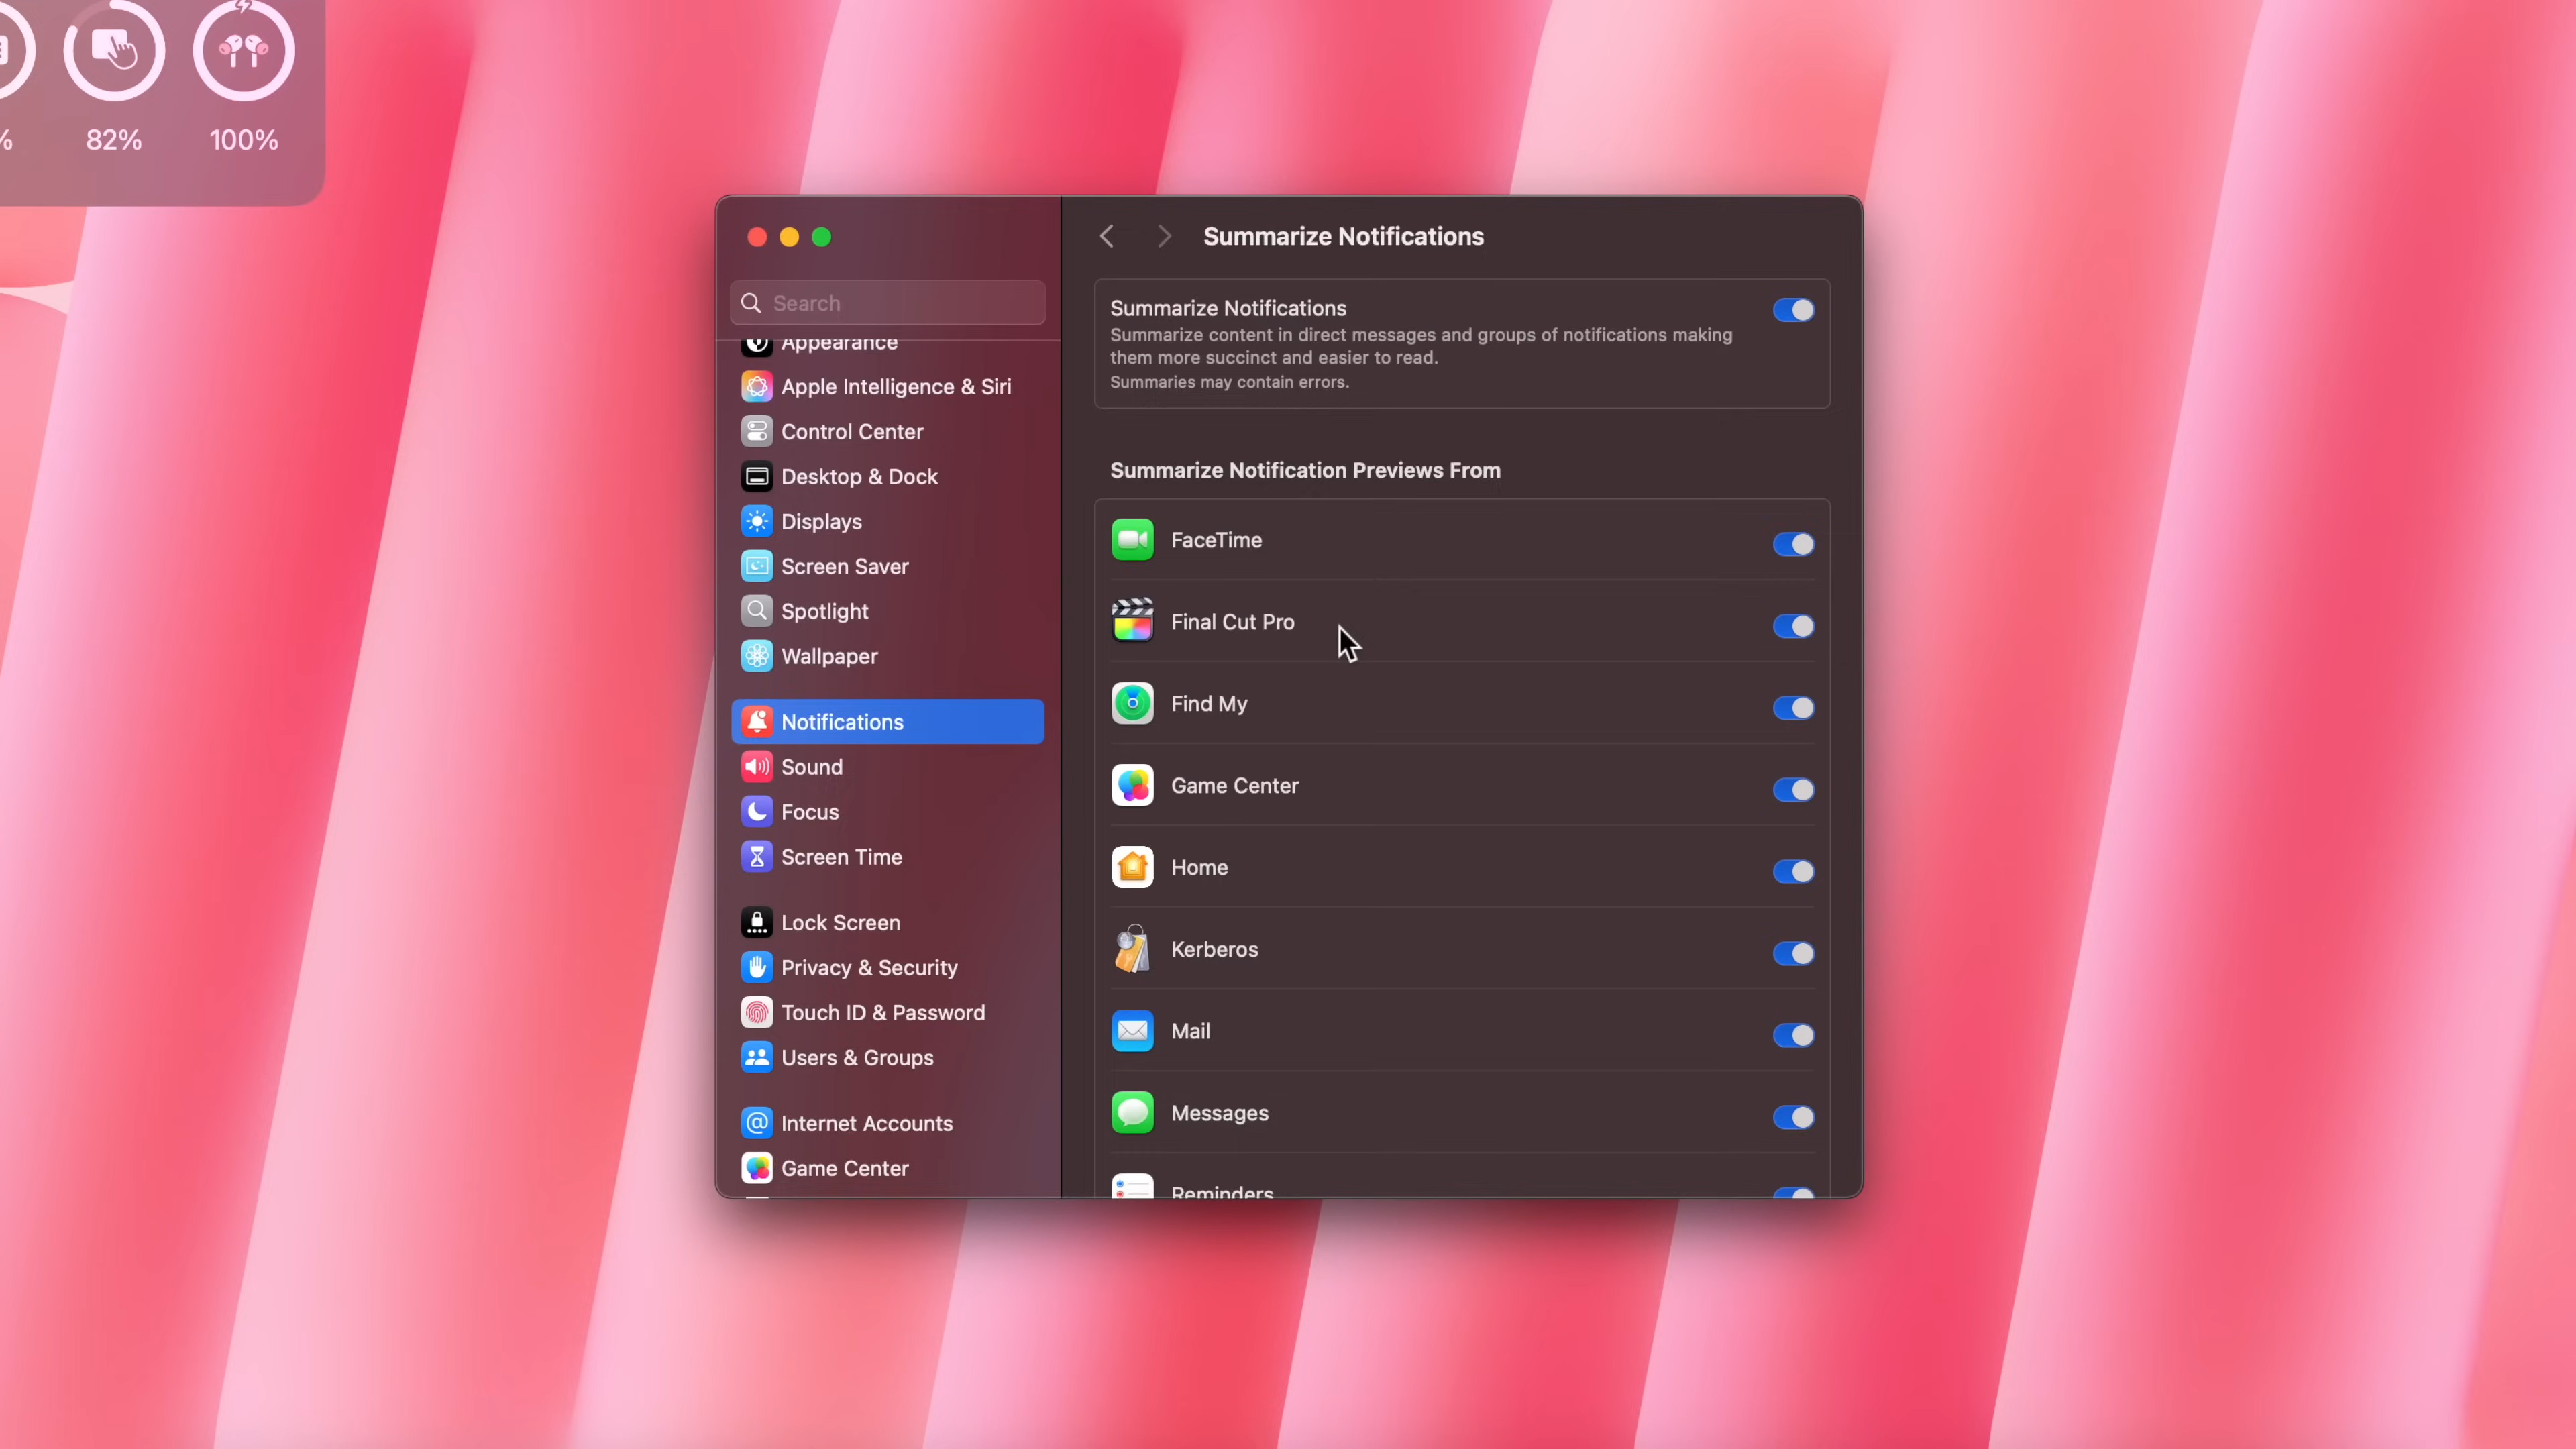 %
82%
100%
Search
Appearance
Apple Intelligence & Siri
Control Center
Desktop & Dock
Displays
Screen Saver
Spotlight
Wallpaper
Notifications
Sound
Focus
Screen Time
Lock Screen
Privacy & Security
Touch ID & Password
Users & Groups
@ Internet Accounts
Game Center
Summarize Notifications
Summarize Notifications
Summarize content in direct messages and groups of notifications making
them more succinct and easier to read.
Summaries may contain errors.
Summarize Notification Previews From
FaceTime
Final Cut Pro
Find My
Game Center
Home
Kerberos
Mail
Messages
Reminders